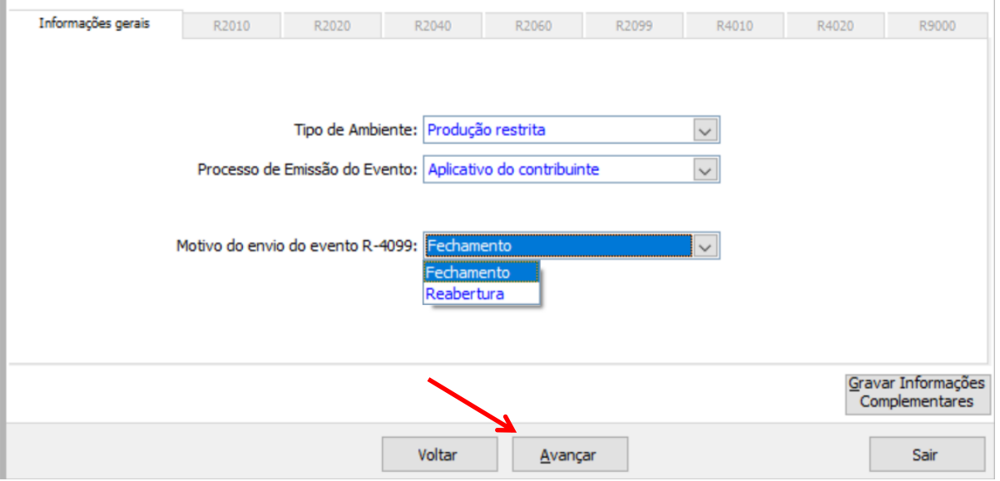 Informações gerais R2010 R2020 R2040 R2060 R2099 R4010 R4020 R9000
Tipo de Ambiente: Produção restrita
Processo de Emissão do Evento: Aplicativo do contribuinte
Motivo do envio do evento R-4099: Fechamento
Fechamento
Reabertura
Gravar Informações
Complementares
Voltar Avançar Sair